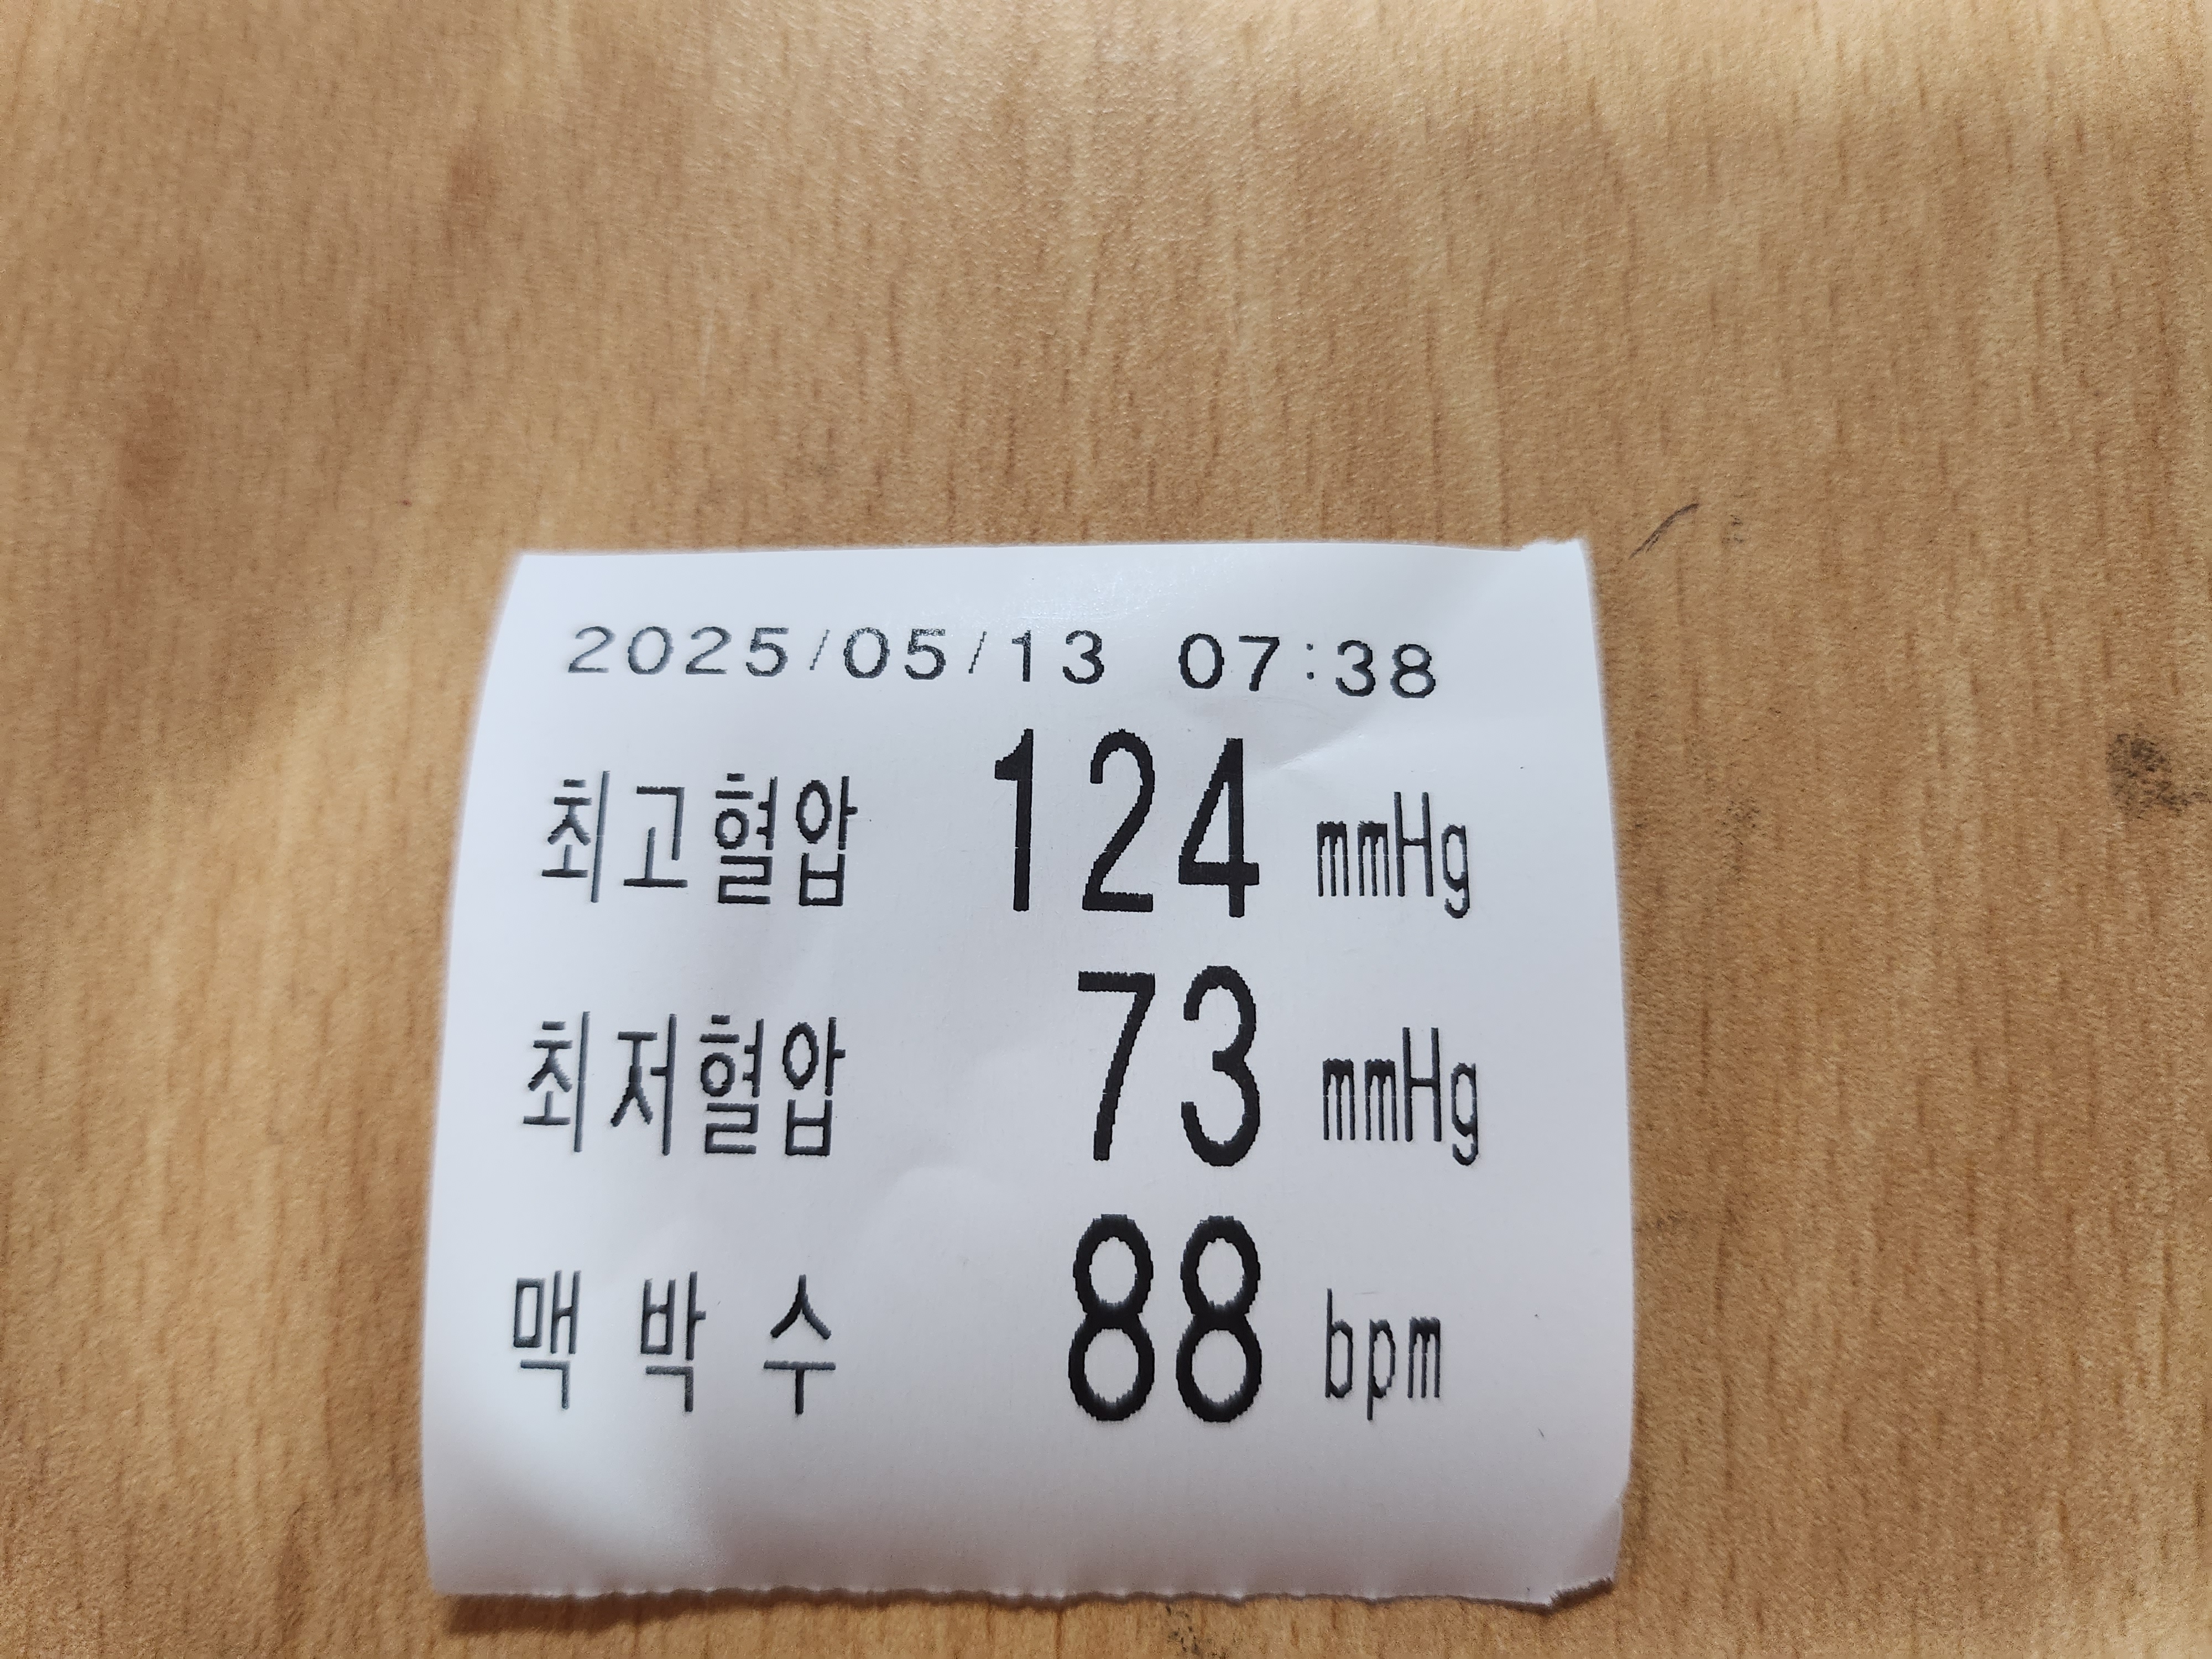 2025/05/13 07:38
최고혈압 124 mmHg
최저혈압 73 mmHg
맥 박 수 88 bpm